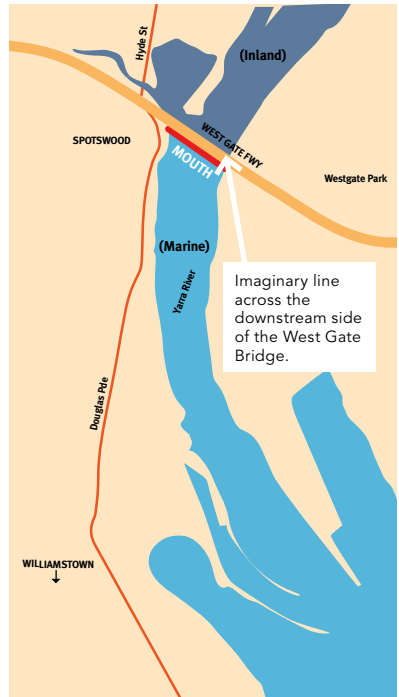 Hyde St
(Inland)
WEST GATE FWY
SPOTSWOOD
MOUTH
Westgate Park
(Marine)
Yarra River
Imaginary line
across the
downstream side
of the West Gate
Bridge.
Douglas Pde
WILLIAMSTOWN